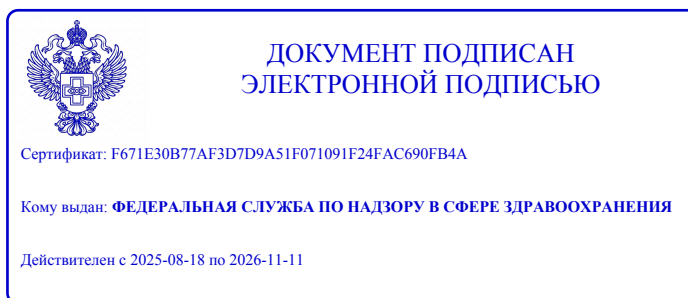 ДОКУМЕНТ ПОДПИСАН
ЭЛЕКТРОННОЙ ПОДПИСЬЮ
Сертификат: F671E30B77AF3D7D9A51F071091F24FAC690FB4A
Кому выдан: ФЕДЕРАЛЬНАЯ СЛУЖБА ПО НАДЗОРУ В СФЕРЕ ЗДРАВООХРАНЕНИЯ
Действителен с 2025-08-18 по 2026-11-11